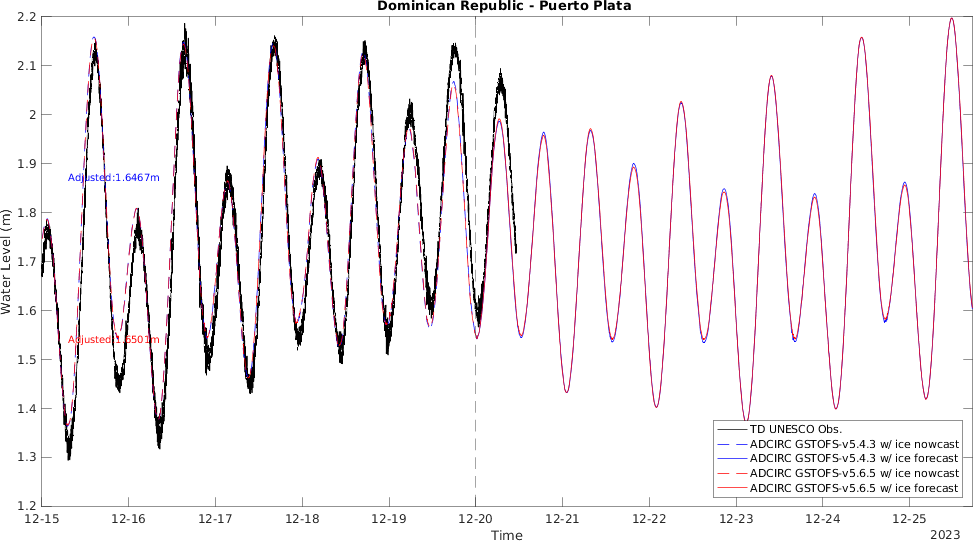 Dominican Republic - Puerto Plata
2.2
2.1
2
1.9
1.8
1.7
1.6
1.5
1.4
1.3
1.2
Water Level (m)
Adjusted:1.6467m
Adjusted:1.6501m
TD UNESCO Obs.
ADCIRC GSTOFS-v5.4.3 w/ ice nowcast
ADCIRC GSTOFS-v5.4.3 w/ ice forecast
ADCIRC GSTOFS-v5.6.5 w/ ice nowcast
ADCIRC GSTOFS-v5.6.5 w/ ice forecast
12-15 12-16 12-17 12-18 12-19 12-20 12-21 12-22 12-23 12-24 12-25
Time
2023